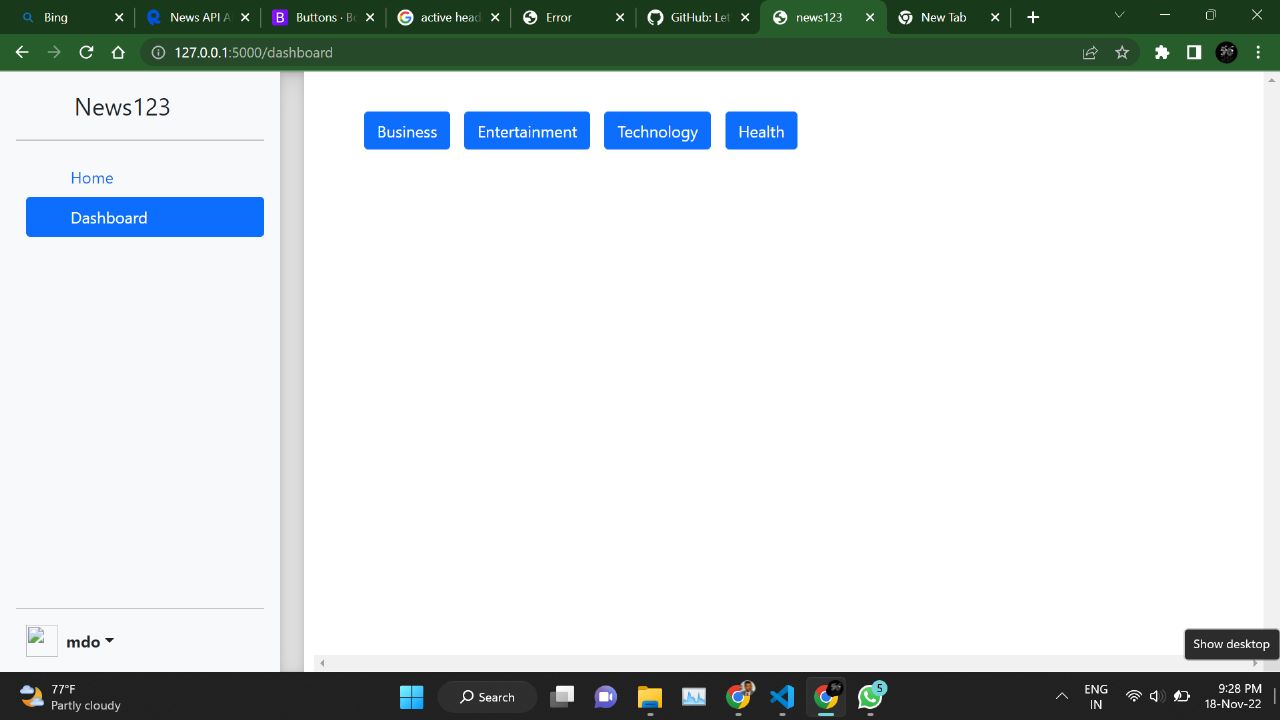 Bing
News API A
Buttons · Bo
active head
Error
GitHub: Let
news123
New Tab
127.0.0.1:5000/dashboard
News123
Home
Dashboard
Business Entertainment Technology Health
mdo
Show desktop
77°F
Partly cloudy
Search
5
ENG
IN
9:28 PM
18-Nov-22